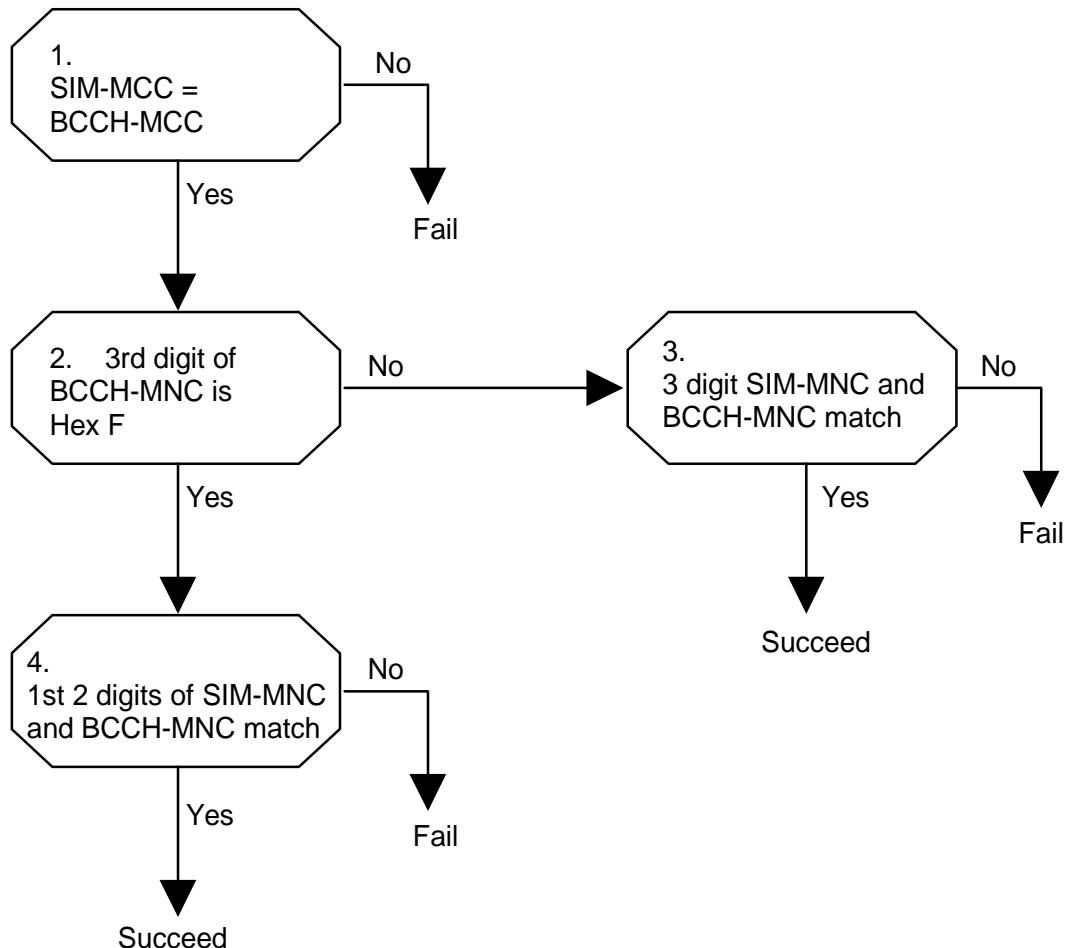 1.
SIM-MCC =
BCCH-MCC
No
Yes
Fail
2. 3rd digit of
BCCH-MNC is
Hex F
No
3.
3 digit SIM-MNC and
BCCH-MNC match
No
Yes
Yes
Fail
Succeed
4.
1st 2 digits of SIM-MNC
and BCCH-MNC match
No
Yes
Fail
Succeed